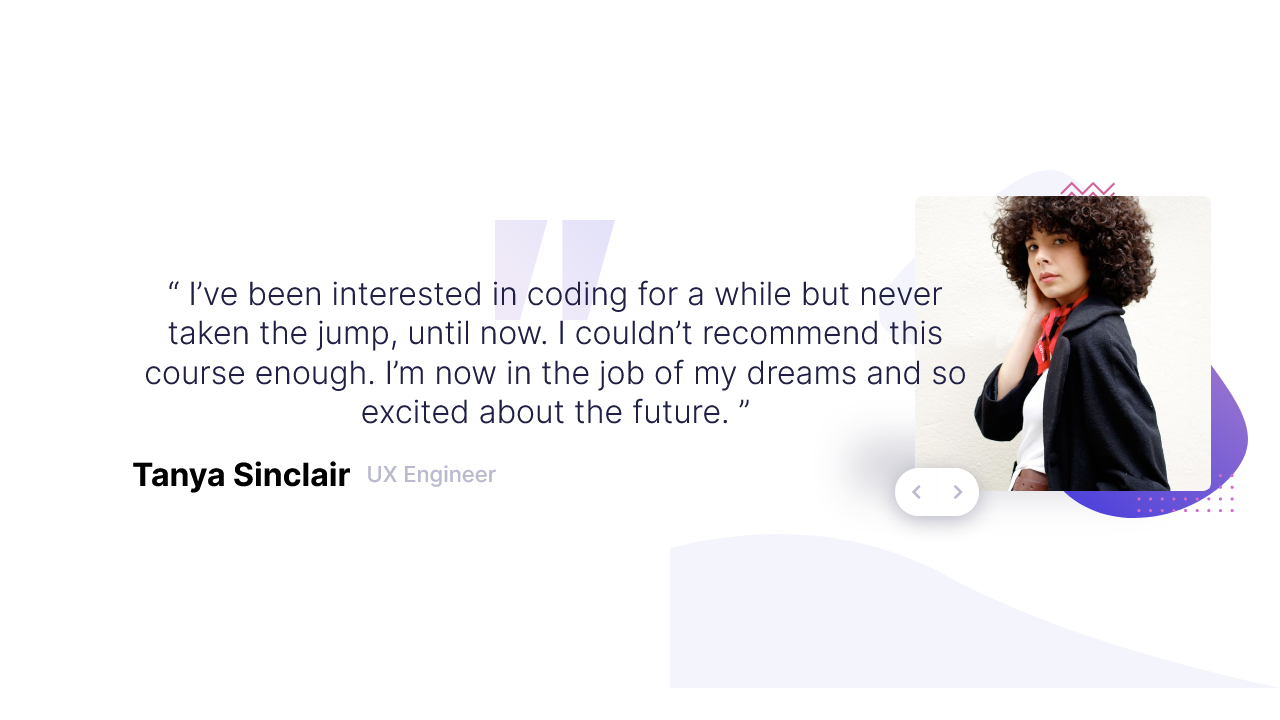 “ I’ve been interested in coding for a while but never
taken the jump, until now. I couldn’t recommend this
course enough. I’m now in the job of my dreams and so
excited about the future. ”
Tanya Sinclair UX Engineer